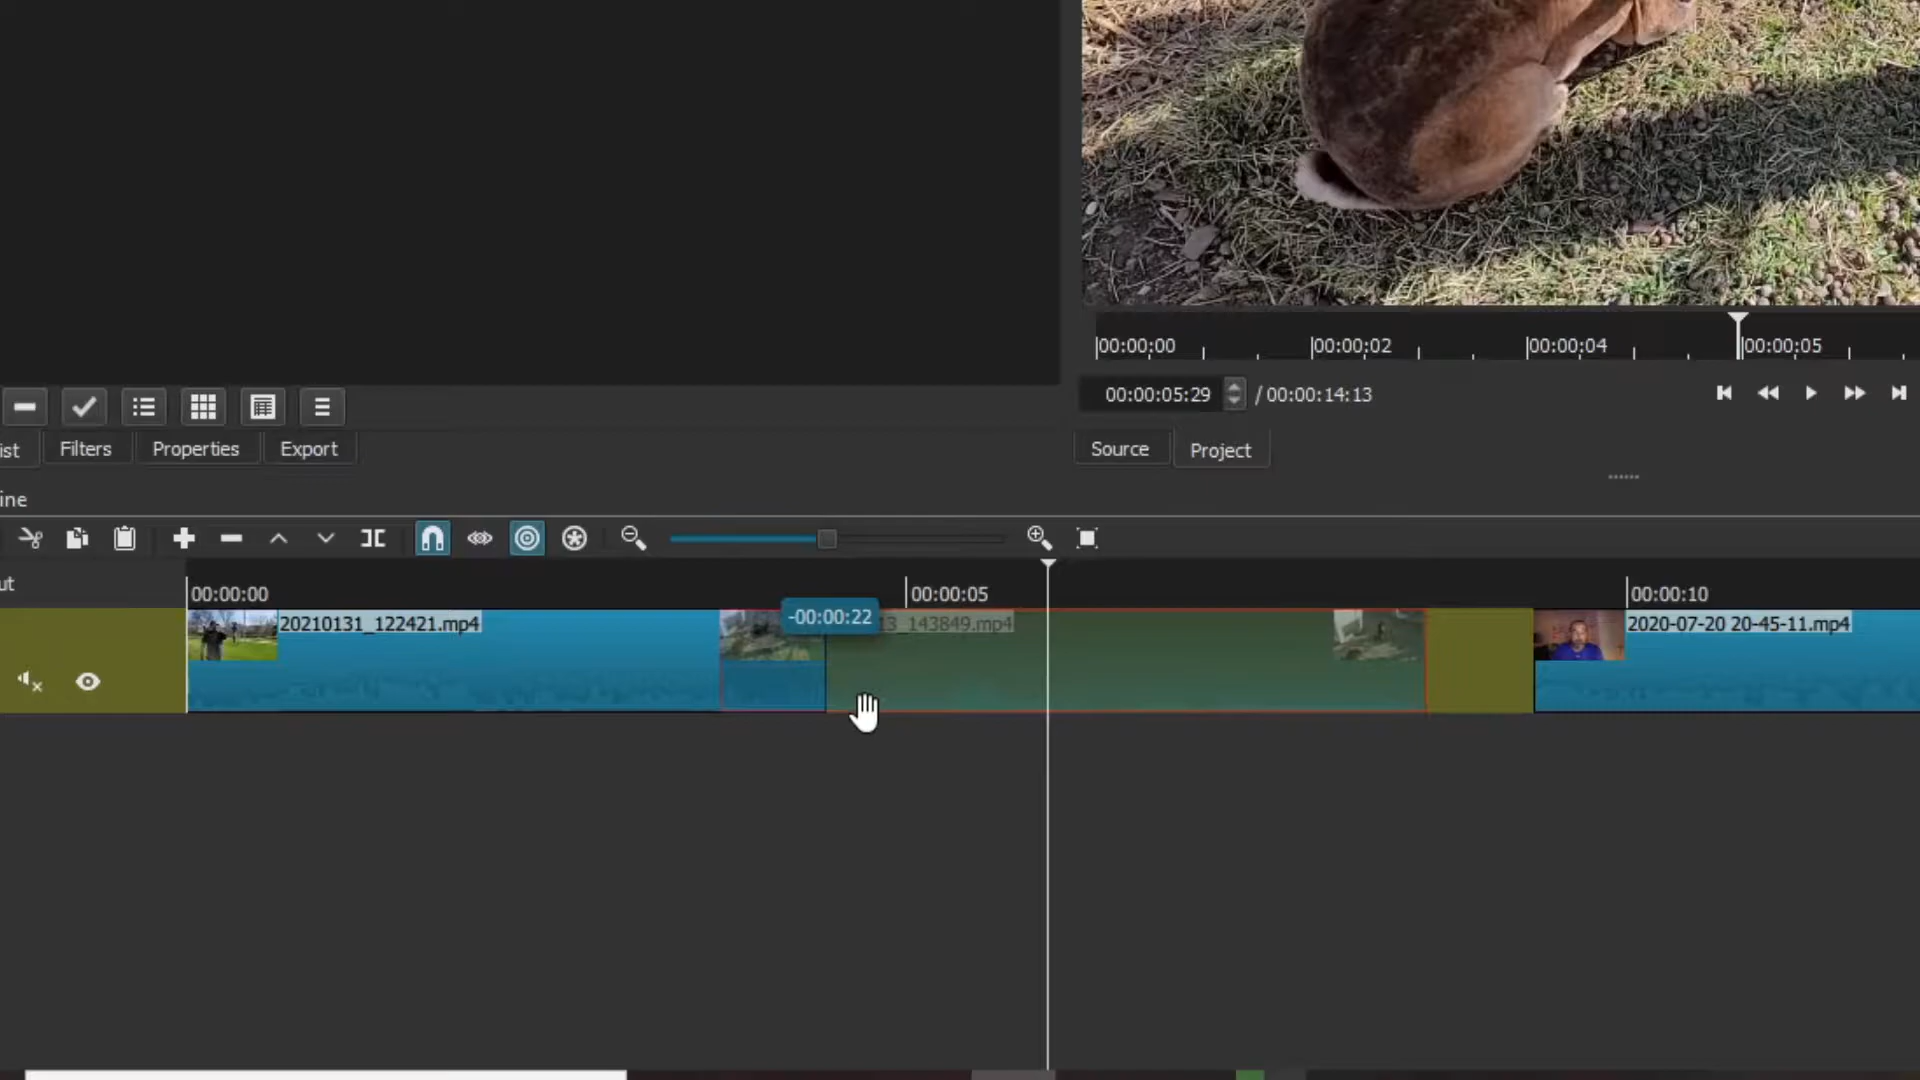 00:00:00 00:00:02 00:00:04 00:00:05
00:00:05:29 / 00:00:14:13
ist Filters Properties Export
Source Project
ine
ut
00:00:00 00:00:05 00:00:10
20210131_122421.mp4
-00:00:22
13_143849.mp4
2020-07-20 20-45-11.mp4